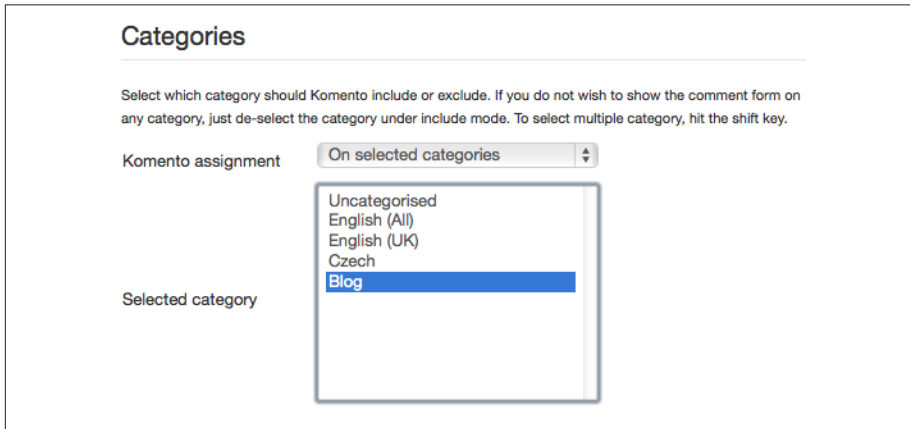 Categories
Select which category should Komento include or exclude. If you do not wish to show the comment form on
any category, just de-select the category under include mode. To select multiple category, hit the shift key.
Komento assignment
On selected categories
Selected category
Uncategorised
English (All)
English (UK)
Czech
Blog